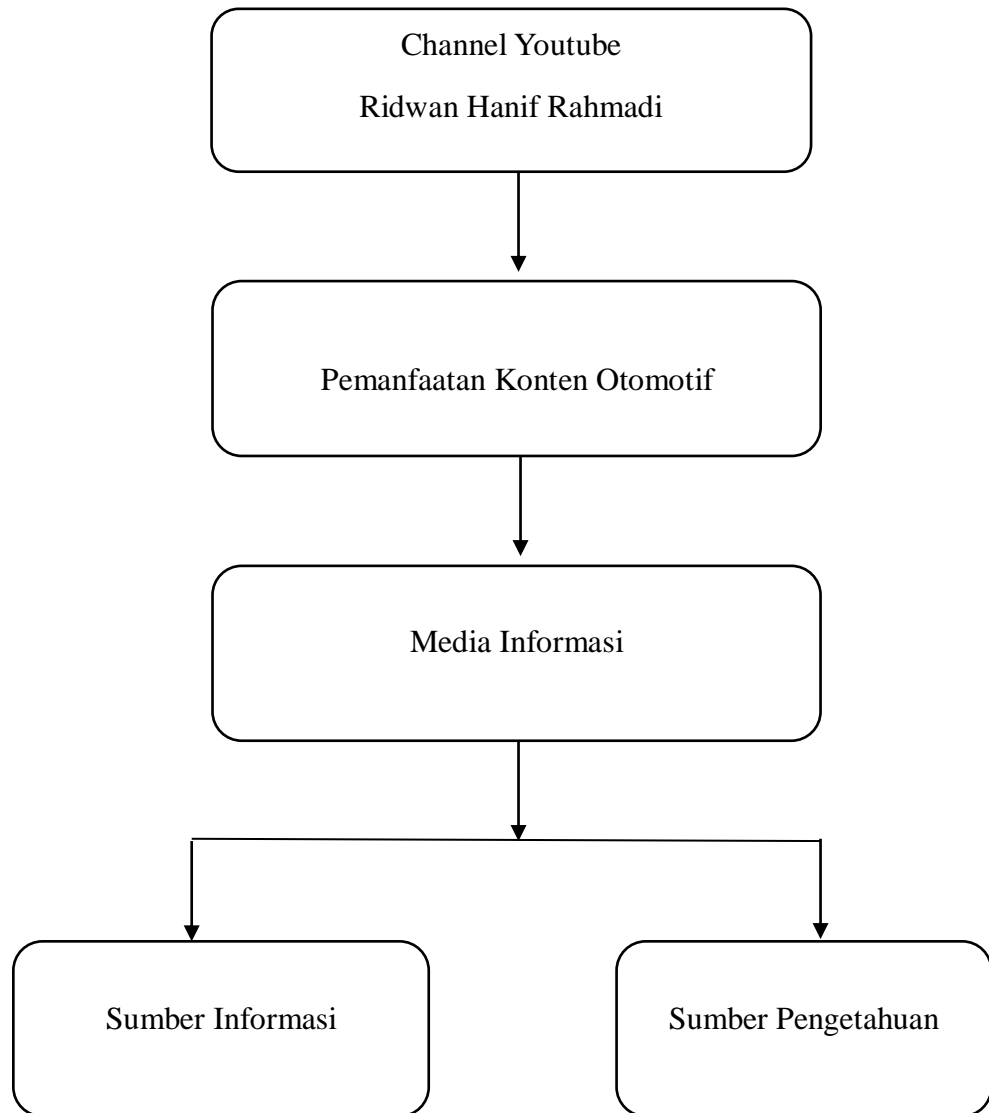 Channel Youtube
Ridwan Hanif Rahmadi
Pemanfaatan Konten Otomotif
Media Informasi
Sumber Informasi
Sumber Pengetahuan